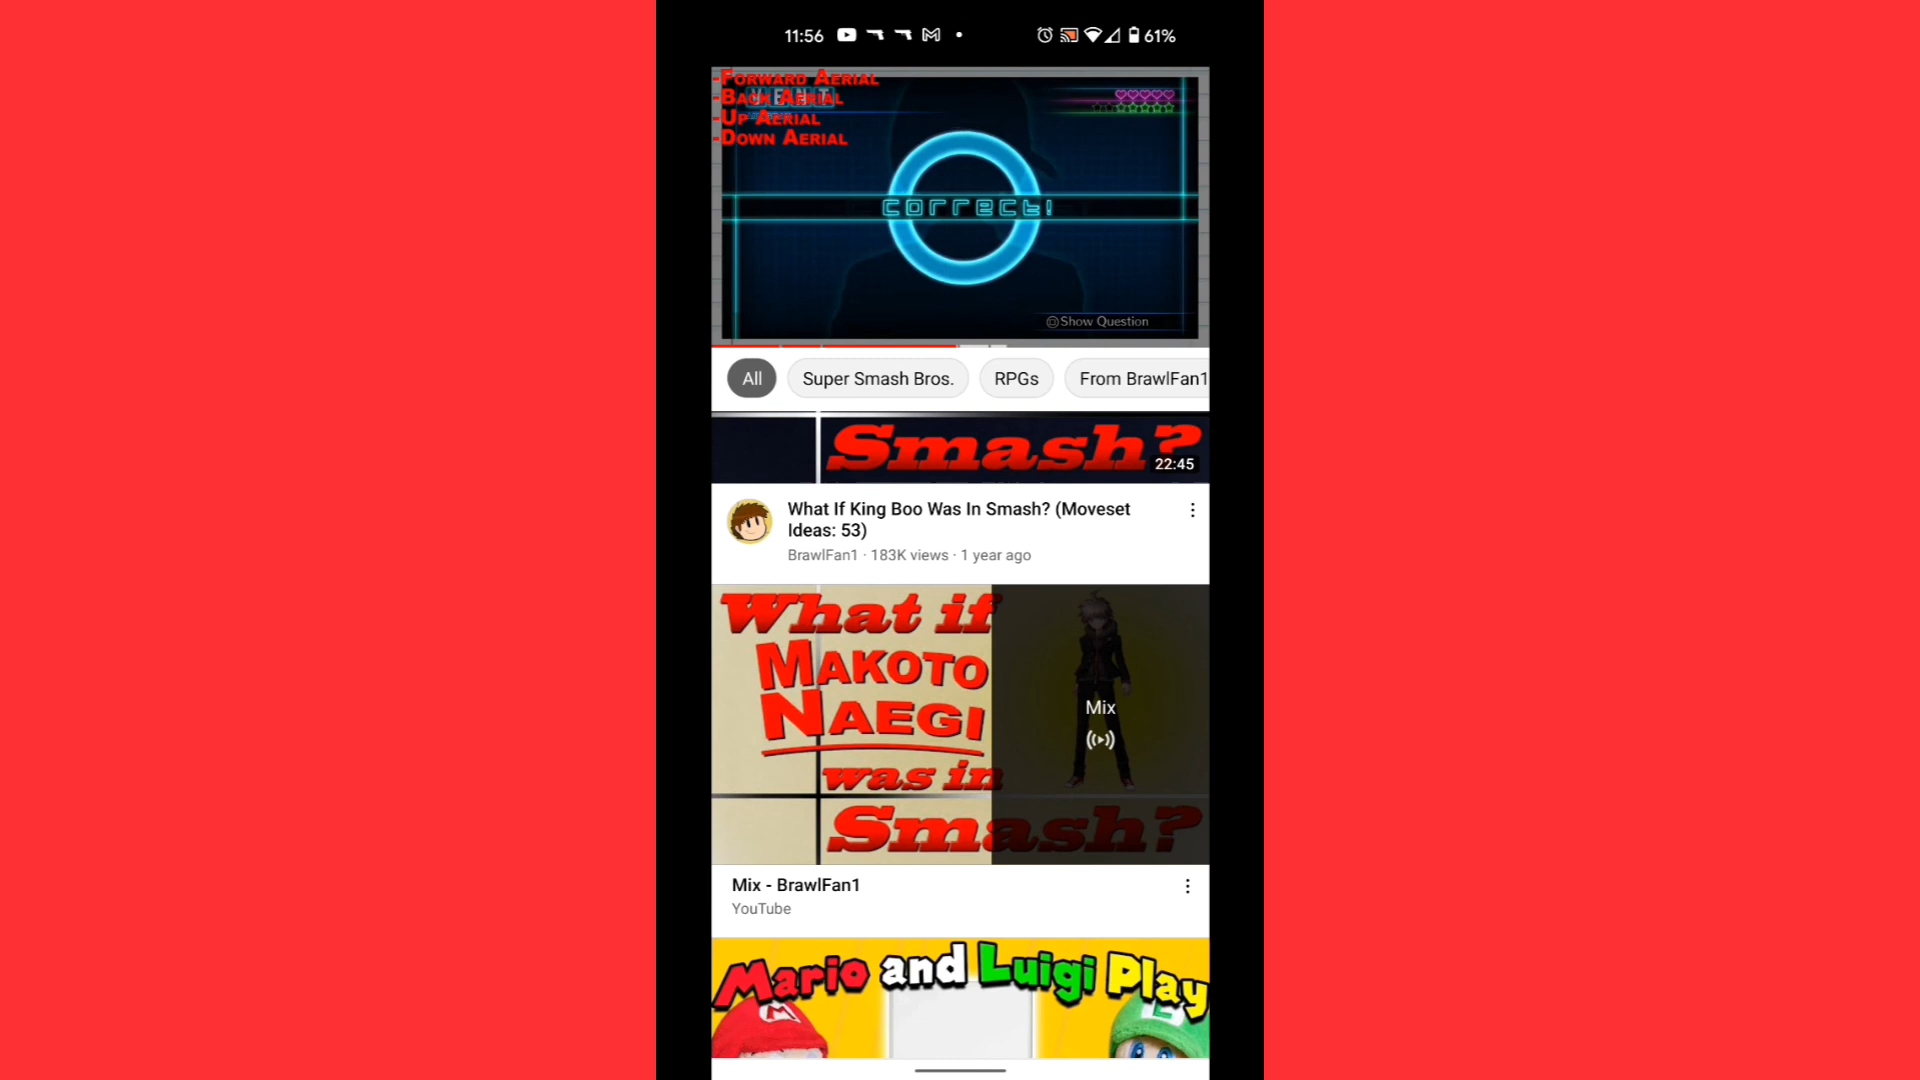 11:56
61%
-Forward Aerial
-Back Aerial
-Up Aerial
-Down Aerial
correct!
Show Question
All
Super Smash Bros.
RPGs
From BrawlFan1
Smash?
22:45
What If King Boo Was In Smash? (Moveset
Ideas: 53)
BrawlFan1 · 183K views · 1 year ago
What if
Makoto
Naegi
was in
Smash?
Mix
Mix - BrawlFan1
YouTube
Mario and Luigi Play